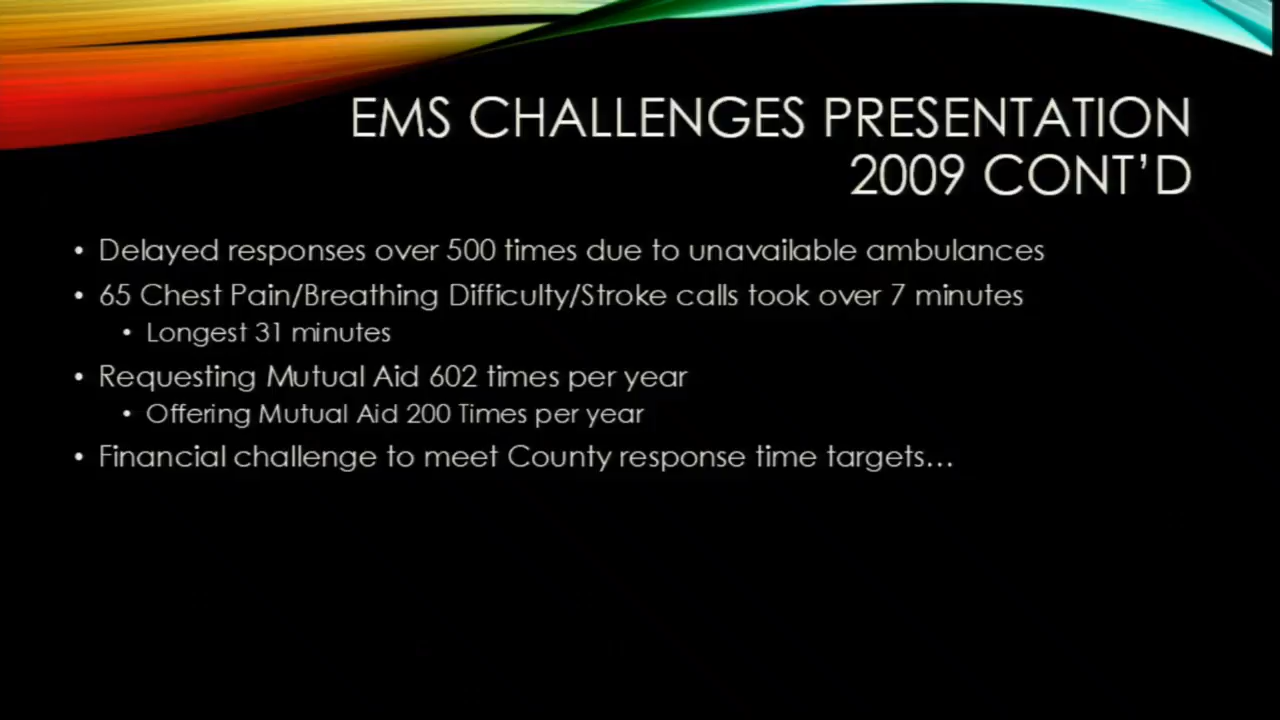 EMS CHALLENGES PRESENTATION
2009 CONT’D
• Delayed responses over 500 times due to unavailable ambulances
• 65 Chest Pain/Breathing Difficulty/Stroke calls took over 7 minutes
• Longest 31 minutes
• Requesting Mutual Aid 602 times per year
• Offering Mutual Aid 200 Times per year
• Financial challenge to meet County response time targets…